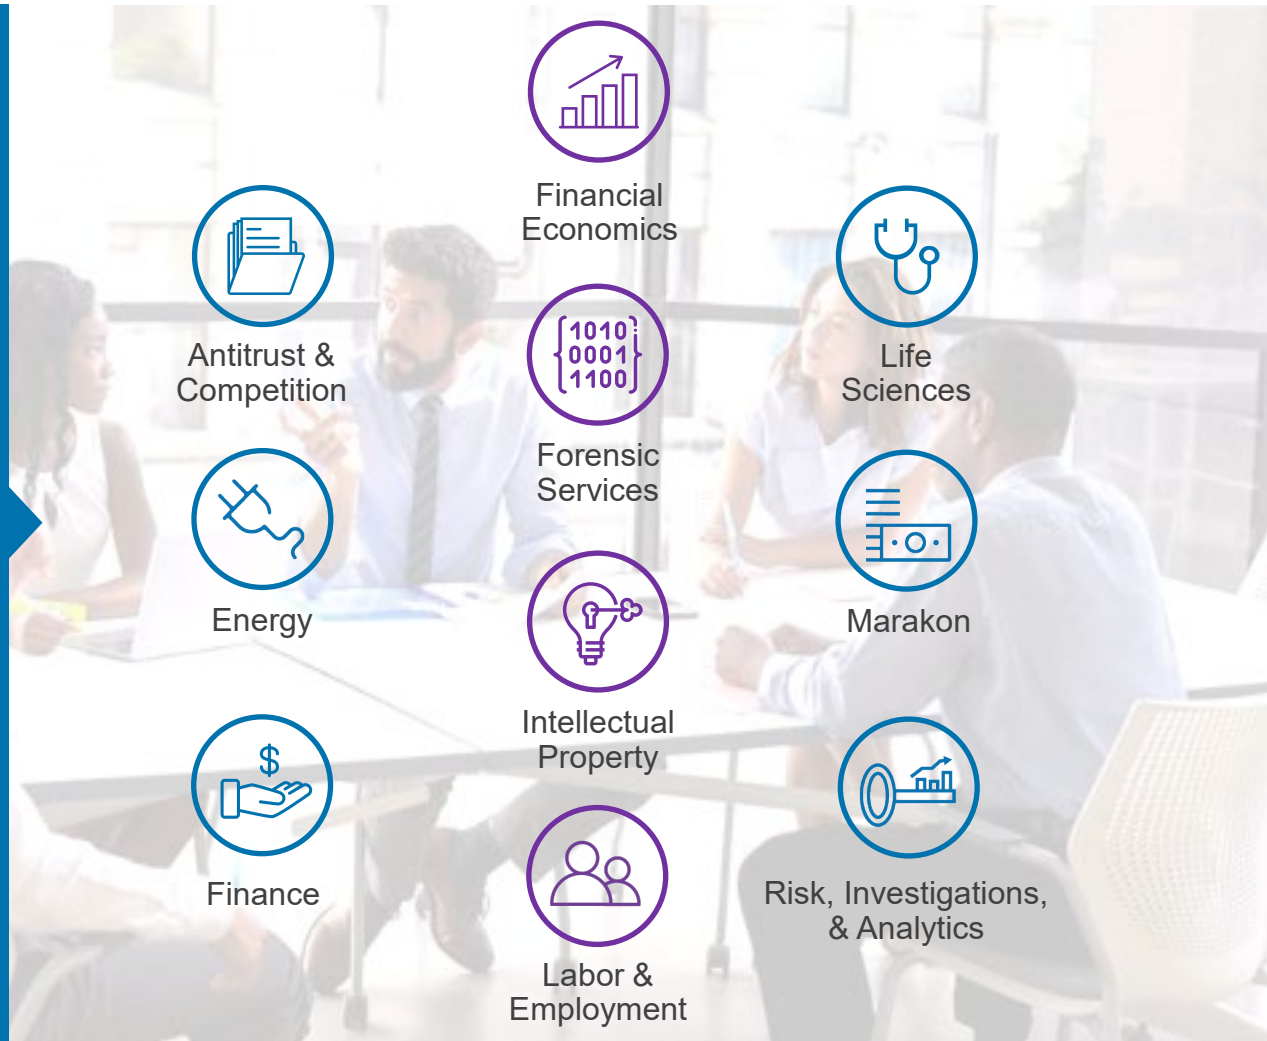 Financial
Economics
Antitrust &
Competition
1010
0001
1100
Life
Sciences
Forensic
Services
Energy
Marakon
Intellectual
Property
$
Finance
Risk, Investigations,
& Analytics
Labor &
Employment